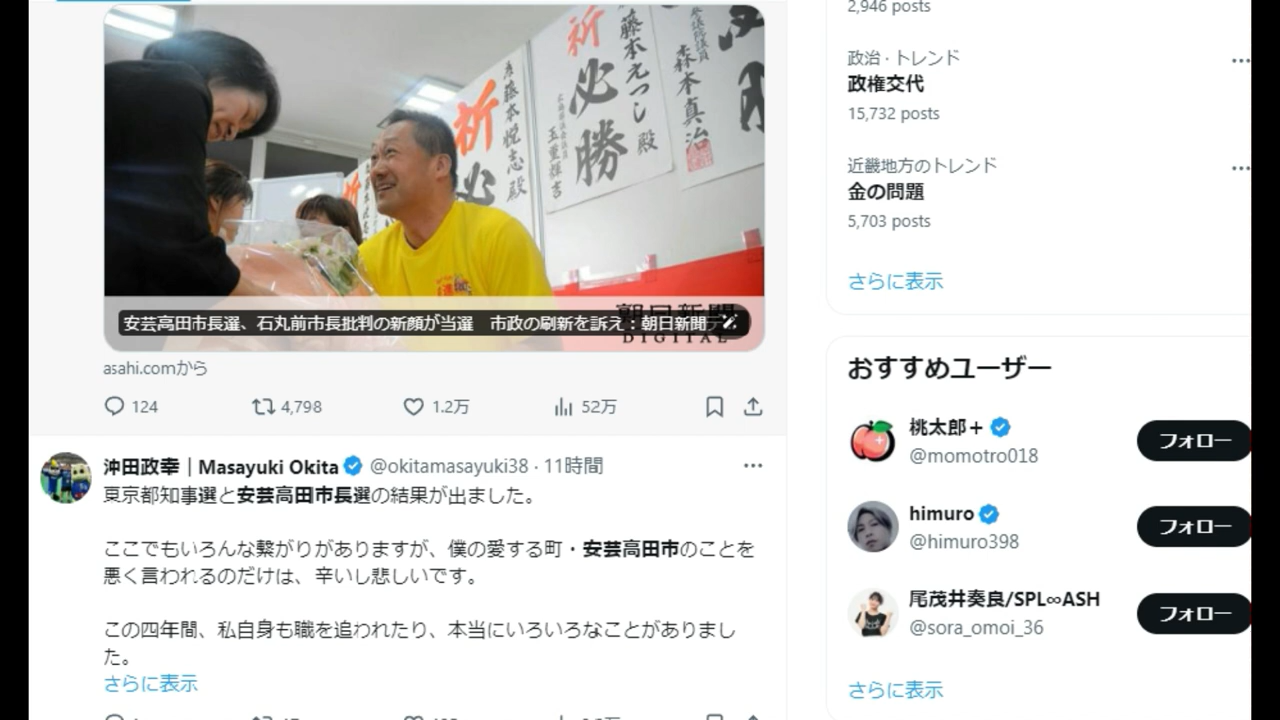 祈
必勝
藤本えつし殿
森本真治
祈
必
藤本悦志殿
玉重輝吉
朝日新聞
DIGITAL
安芸高田市長選、石丸前市長批判の新顔が当選 市政の刷新を訴え：朝日新聞デ
asahi.comから
124 4,798 1.2万 52万
沖田政幸｜Masayuki Okita @okitamasayuki38 · 11時間
東京都知事選と安芸高田市長選の結果が出ました。
ここでもいろんな繋がりがありますが、僕の愛する町・安芸高田市のことを
悪く言われるのだけは、辛いし悲しいです。
この四年間、私自身も職を追われたり、本当にいろいろなことがありまし
た。
さらに表示
2,946 posts
政治 · トレンド
政権交代
15,732 posts
近畿地方のトレンド
金の問題
5,703 posts
さらに表示
おすすめユーザー
桃太郎＋
@momotro018
フォロー
himuro
@himuro398
フォロー
尾茂井奏良/SPL∞ASH
@sora_omoi_36
フォロー
さらに表示